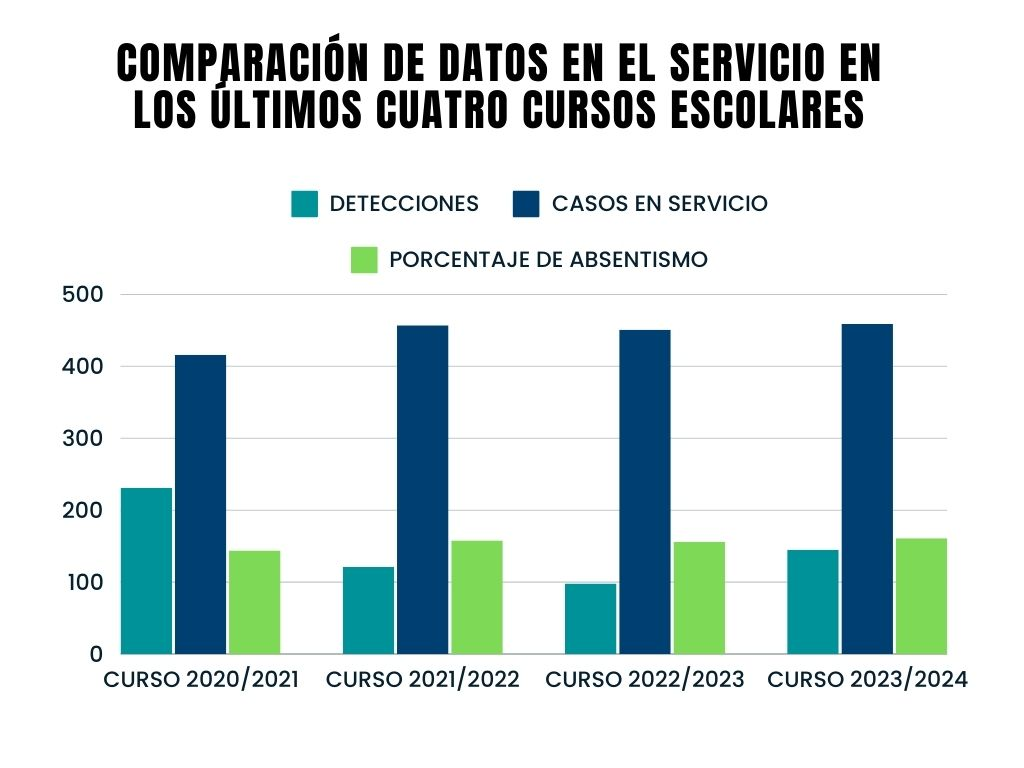 COMPARACIÓN DE DATOS EN EL SERVICIO EN
LOS ÚLTIMOS CUATRO CURSOS ESCOLARES
DETECCIONES CASOS EN SERVICIO
PORCENTAJE DE ABSENTISMO
500
400
300
200
100
0
CURSO 2020/2021 CURSO 2021/2022 CURSO 2022/2023 CURSO 2023/2024